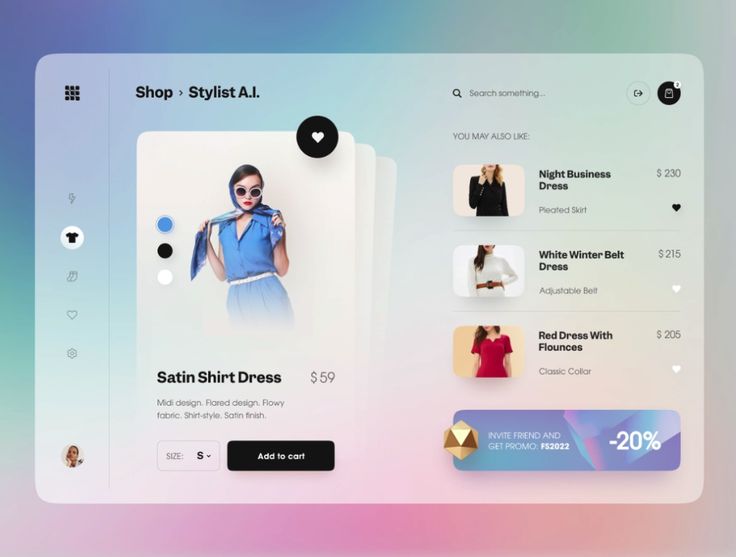 Shop › Stylist A.I.
Search something...
2
YOU MAY ALSO LIKE:
Night Business
Dress
$ 230
Pleated Skirt
White Winter Belt
Dress
$ 215
Adjustable Belt
Red Dress With
Flounces
$ 205
Classic Collar
Satin Shirt Dress
$ 59
Midi design. Flared design. Flowy
fabric. Shirt-style. Satin finish.
SIZE: S
Add to cart
INVITE FRIEND AND
GET PROMO: FS2022
-20%